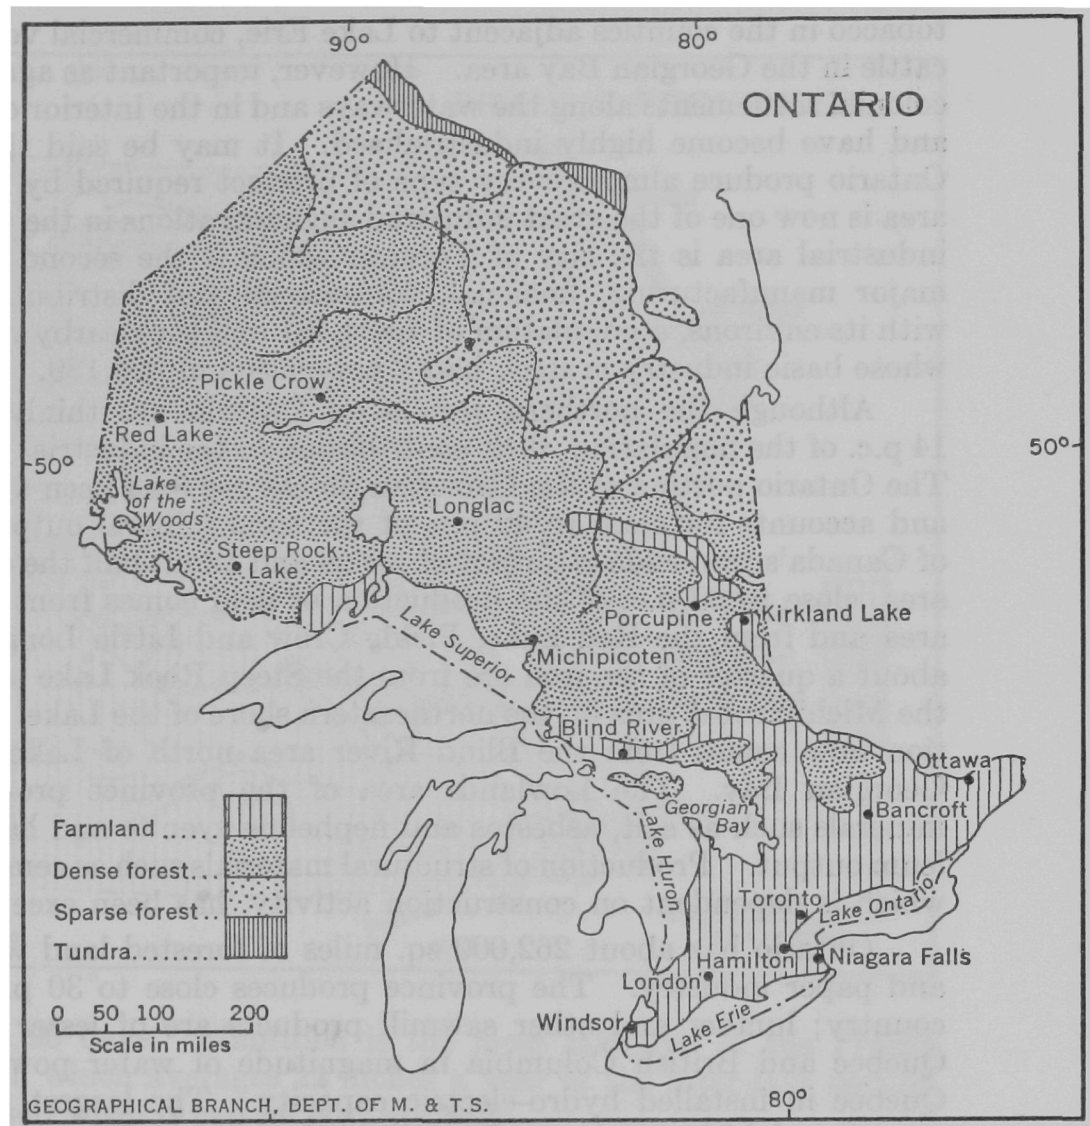 90°
80°
ONTARIO
Pickle Crow
Red Lake
50°
50°
Lake
of the
Woods
Longlac
Steep Rock
Lake
Porcupine
Kirkland Lake
Lake Superior
Michipicoten
Blind River
Ottawa
Georgian
Bay
Bancroft
Lake Huron
Farmland
Dense forest
Sparse forest
Tundra
Toronto
Lake Ontario
Hamilton
Niagara Falls
London
Windsor
Lake Erie
0 50 100 200
Scale in miles
80°
GEOGRAPHICAL BRANCH, DEPT. OF M. & T.S.